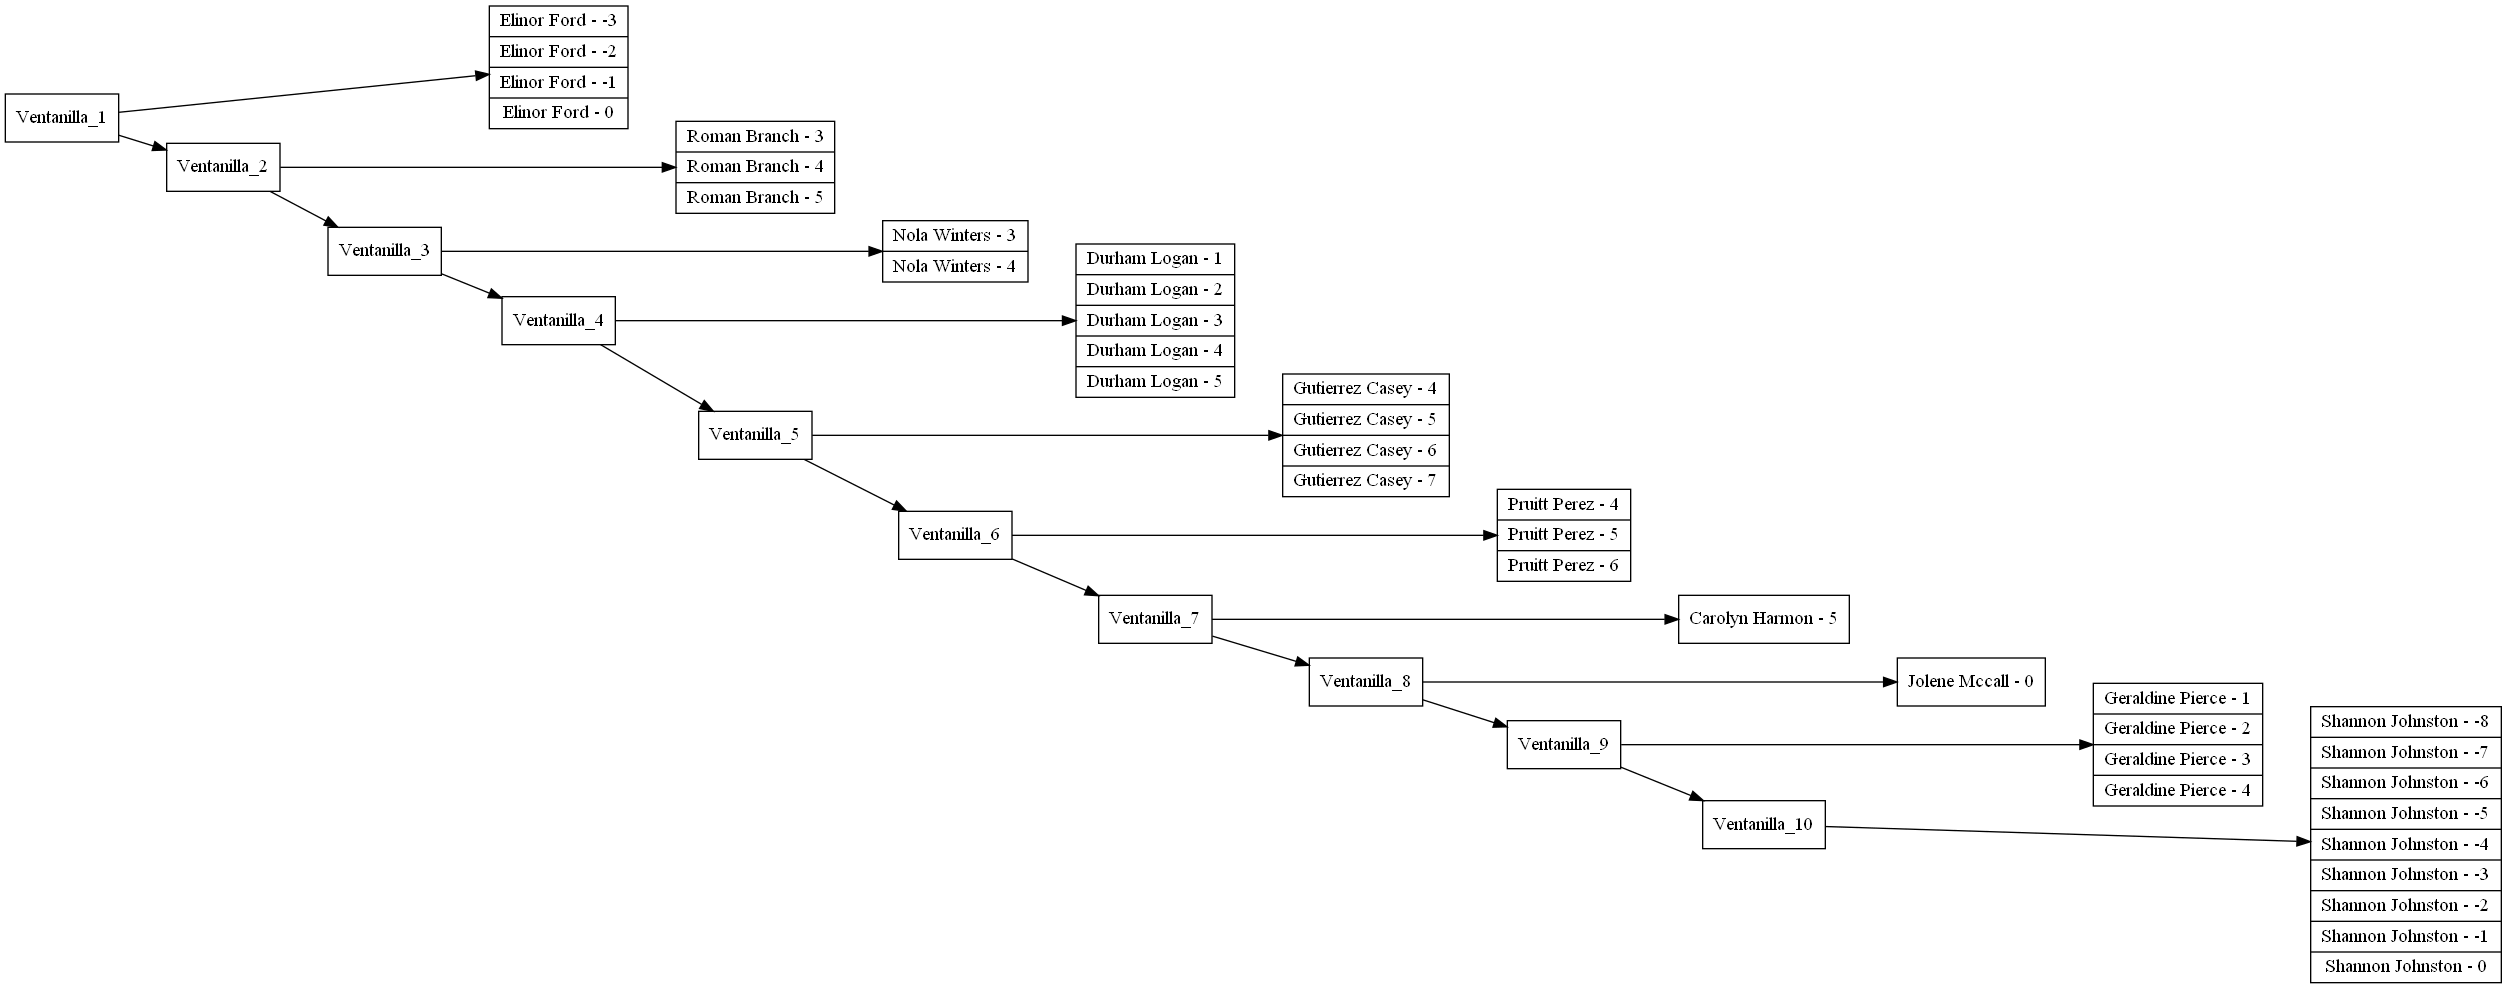 Ventanilla_1
Elinor Ford - -3
Elinor Ford - -2
Elinor Ford - -1
Elinor Ford - 0
Ventanilla_2
Roman Branch - 3
Roman Branch - 4
Roman Branch - 5
Ventanilla_3
Nola Winters - 3
Nola Winters - 4
Ventanilla_4
Durham Logan - 1
Durham Logan - 2
Durham Logan - 3
Durham Logan - 4
Durham Logan - 5
Ventanilla_5
Gutierrez Casey - 4
Gutierrez Casey - 5
Gutierrez Casey - 6
Gutierrez Casey - 7
Ventanilla_6
Pruitt Perez - 4
Pruitt Perez - 5
Pruitt Perez - 6
Ventanilla_7
Carolyn Harmon - 5
Ventanilla_8
Jolene Mccall - 0
Ventanilla_9
Geraldine Pierce - 1
Geraldine Pierce - 2
Geraldine Pierce - 3
Geraldine Pierce - 4
Ventanilla_10
Shannon Johnston - -8
Shannon Johnston - -7
Shannon Johnston - -6
Shannon Johnston - -5
Shannon Johnston - -4
Shannon Johnston - -3
Shannon Johnston - -2
Shannon Johnston - -1
Shannon Johnston - 0